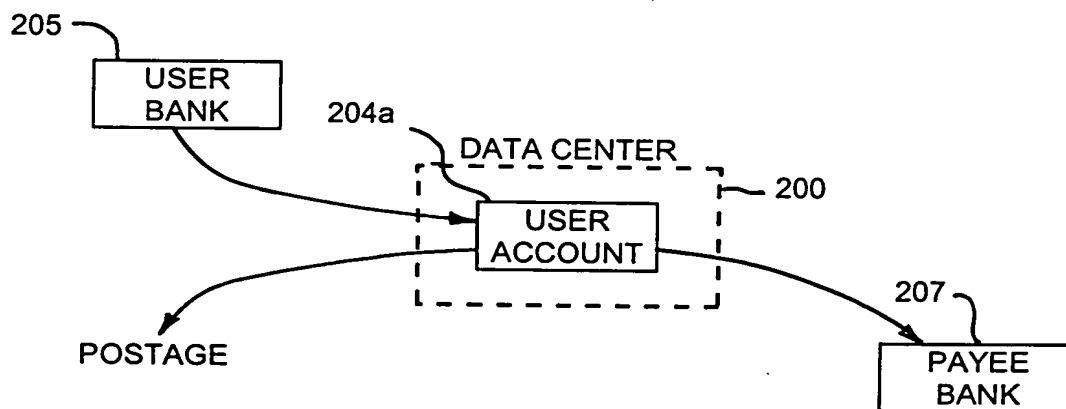 205
USER
BANK
204a
DATA CENTER
200
USER
ACCOUNT
207
POSTAGE
PAYEE
BANK